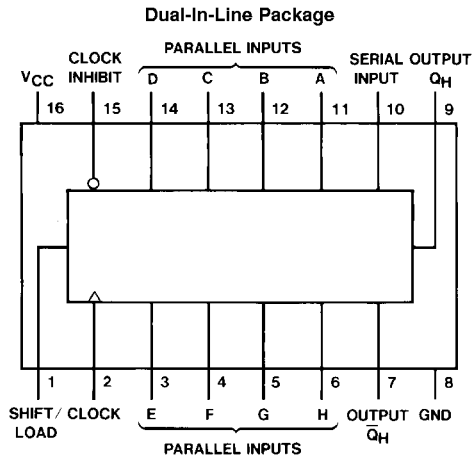 Dual-In-Line Package
CLOCK INHIBIT
PARALLEL INPUTS
SERIAL INPUT
OUTPUT QH
VCC
D C B A
16 15 14 13 12 11 10 9
1 2 3 4 5 6 7 8
SHIFT/
LOAD
CLOCK
E F G H
OUTPUT
Q̅H
GND
PARALLEL INPUTS